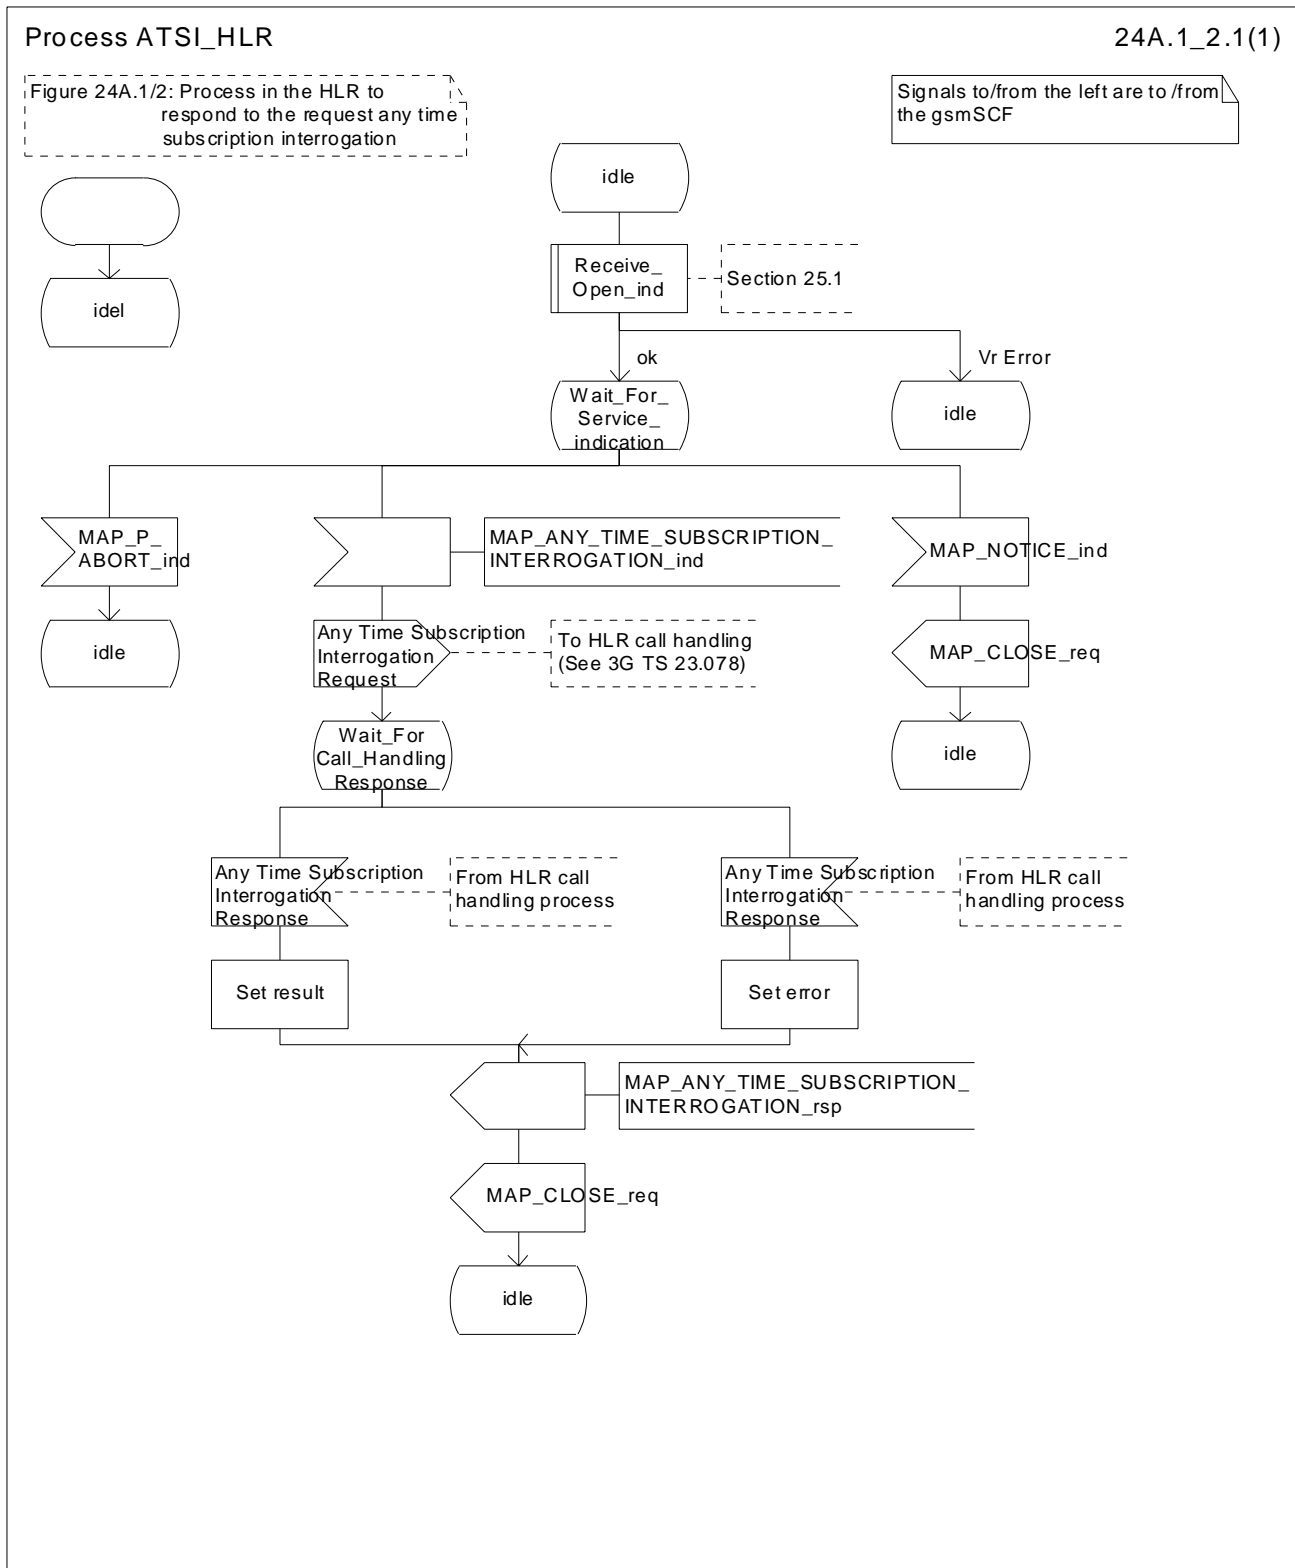 Process ATSI_HLR
24A.1_2.1(1)
Figure 24A.1/2: Process in the HLR to
respond to the request any time
subscription interrogation
Signals to/from the left are to /from
the gsmSCF
idle
idel
Receive_
Open_ind
Section 25.1
ok
Vr Error
Wait_For_
Service_
indication
idle
MAP_P_
ABORT_ind
MAP_ANY_TIME_SUBSCRIPTION_
INTERROGATION_ind
MAP_NOTICE_ind
idle
Any Time Subscription
Interrogation
Request
To HLR call handling
(See 3G TS 23.078)
MAP_CLOSE_req
Wait_For
Call_Handling
Response
idle
Any Time Subscription
Interrogation
Response
From HLR call
handling process
Any Time Subscription
Interrogation
Response
From HLR call
handling process
Set result
Set error
MAP_ANY_TIME_SUBSCRIPTION_
INTERROGATION_rsp
MAP_CLOSE_req
idle